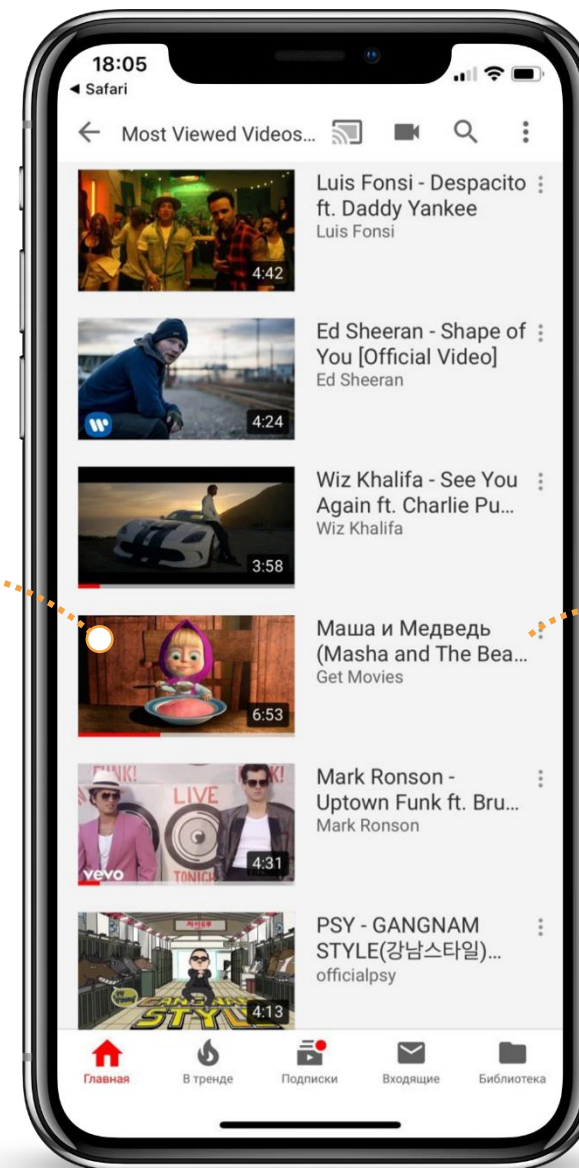 18:05
◀ Safari
Most Viewed Videos...
Luis Fonsi - Despacito
ft. Daddy Yankee
Luis Fonsi
4:42
Ed Sheeran - Shape of
You [Official Video]
Ed Sheeran
4:24
Wiz Khalifa - See You
Again ft. Charlie Pu...
Wiz Khalifa
3:58
Маша и Медведь
(Masha and The Bea...
Get Movies
6:53
Mark Ronson -
Uptown Funk ft. Bru...
Mark Ronson
LIVE
TONIGH
vevo
4:31
PSY - GANGNAM
STYLE(강남스타일)...
officialpsy
GANGNAM
STYLE
4:13
Главная
В тренде
Подписки
Входящие
Библиотека